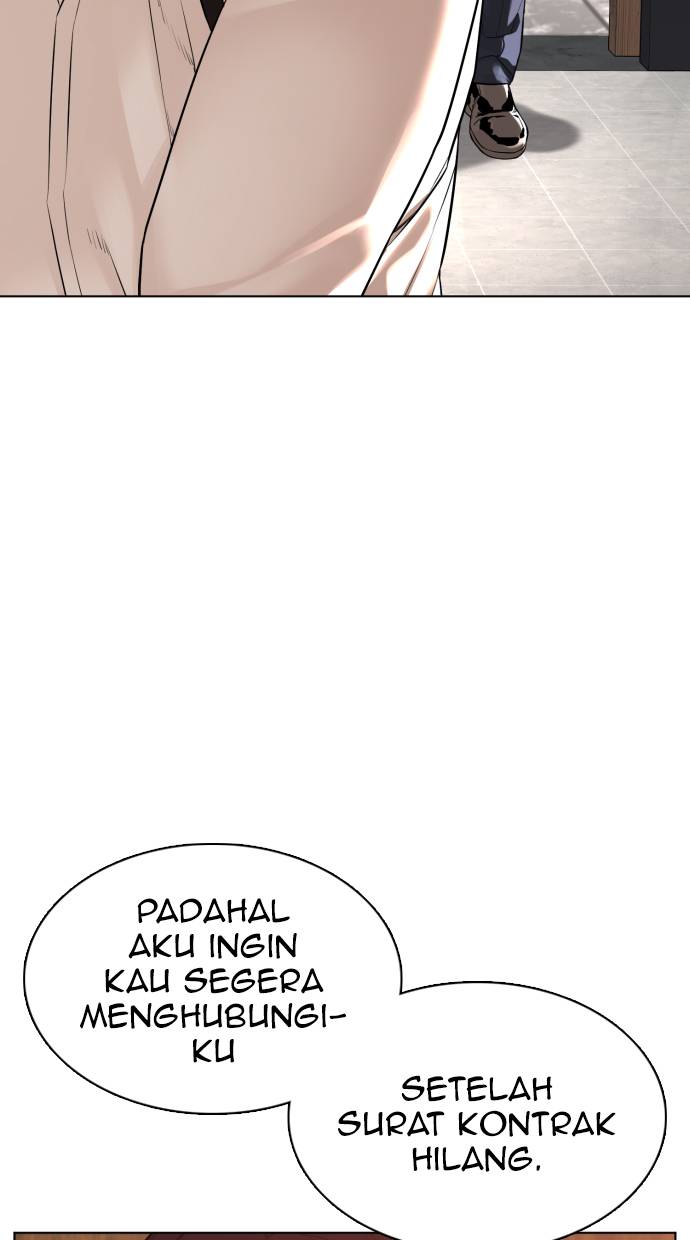 PADAHAL
AKU INGIN
KAU SEGERA
MENGHUBUNGI-
KU
SETELAH
SURAT KONTRAK
HILANG.